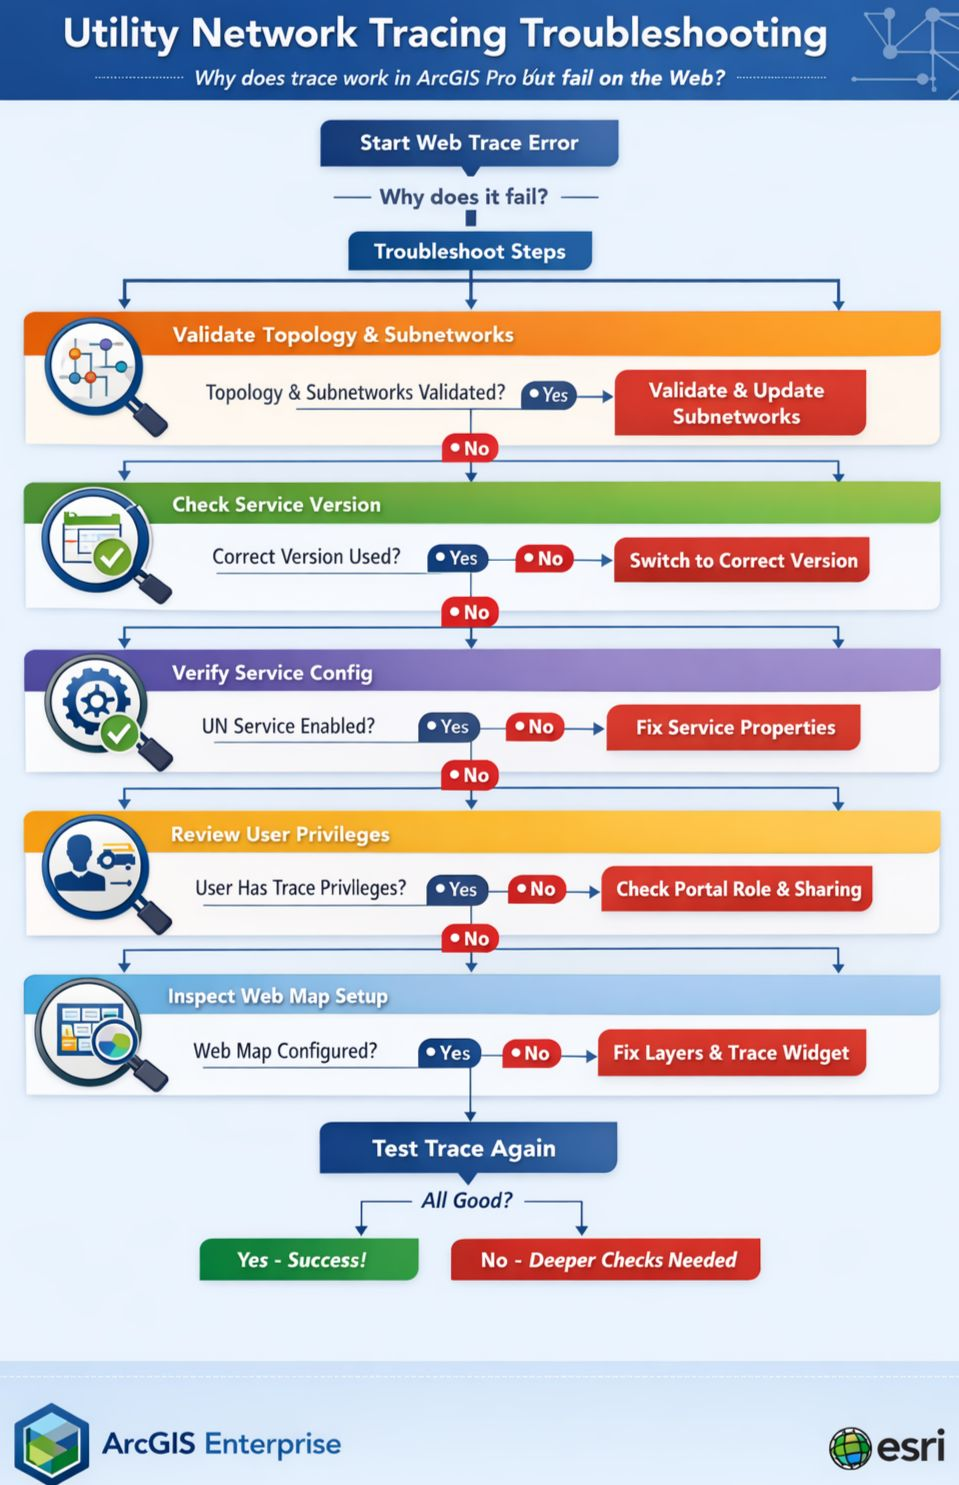 Utility Network Tracing Troubleshooting
Why does trace work in ArcGIS Pro but fail on the Web?
Start Web Trace Error
Why does it fail?
Troubleshoot Steps
Validate Topology & Subnetworks
Topology & Subnetworks Validated?
• Yes
Validate & Update
Subnetworks
• No
Check Service Version
Correct Version Used?
• Yes
• No
Switch to Correct Version
• No
Verify Service Config
UN Service Enabled?
• Yes
• No
Fix Service Properties
• No
Review User Privileges
User Has Trace Privlleges?
• Yes
• No
Check Portal Role & Sharing
• No
Inspect Web Map Setup
Web Map Configured?
• Yes
• No
Fix Layers & Trace Widget
Test Trace Again
All Good?
Yes - Success!
No - Deeper Checks Needed
ArcGIS Enterprise
esri